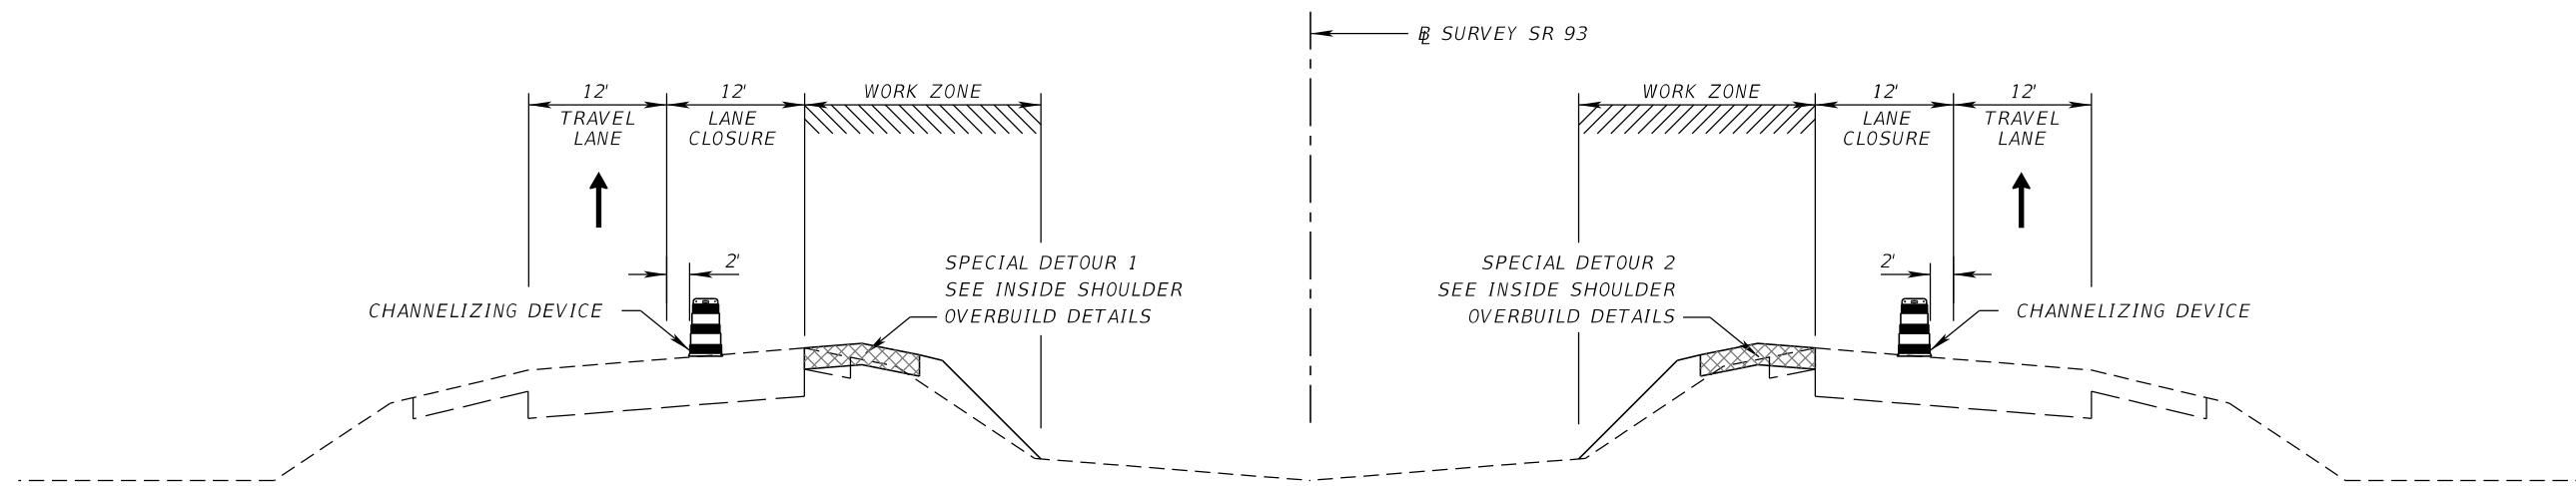 ℄ SURVEY SR 93
12'
TRAVEL
LANE
12'
LANE
CLOSURE
WORK ZONE
WORK ZONE
12'
LANE
CLOSURE
12'
TRAVEL
LANE
2'
CHANNELIZING DEVICE
SPECIAL DETOUR 1
SEE INSIDE SHOULDER
OVERBUILD DETAILS
SPECIAL DETOUR 2
SEE INSIDE SHOULDER
OVERBUILD DETAILS
2'
CHANNELIZING DEVICE